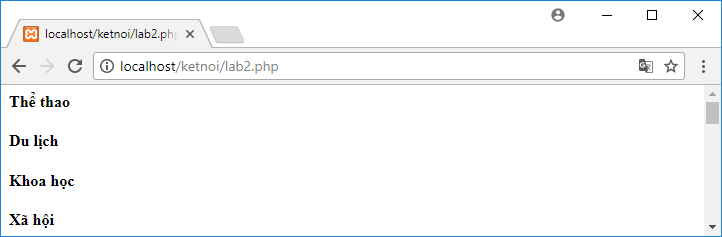 localhost/ketnoi/lab2.php
localhost/ketnoi/lab2.php
Thể thao
Du lịch
Khoa học
Xã hội